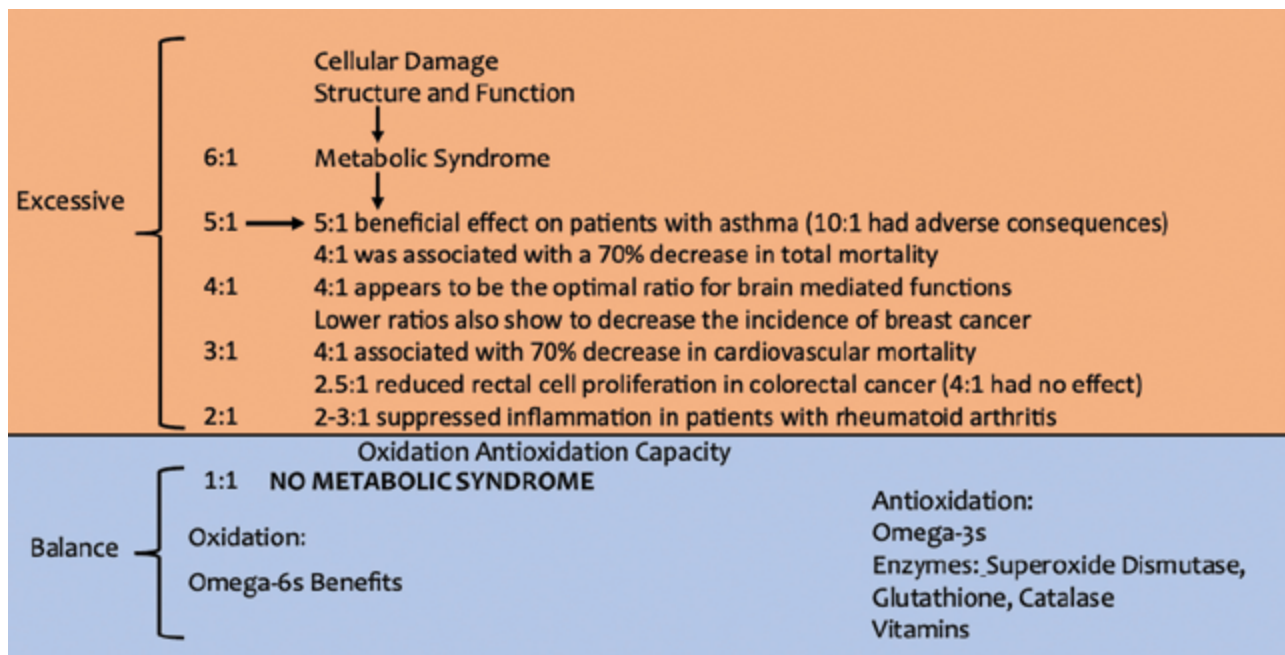 Cellular Damage
Structure and Function
6:1 Metabolic Syndrome
Excessive
5:1 5:1 beneficial effect on patients with asthma (10:1 had adverse consequences)
4:1 was associated with a 70% decrease in total mortality
4:1 4:1 appears to be the optimal ratio for brain mediated functions
Lower ratios also show to decrease the incidence of breast cancer
3:1 4:1 associated with 70% decrease in cardiovascular mortality
2.5:1 reduced rectal cell proliferation in colorectal cancer (4:1 had no effect)
2:1 2-3:1 suppressed inflammation in patients with rheumatoid arthritis
Oxidation Antioxidation Capacity
1:1 NO METABOLIC SYNDROME
Balance
Oxidation:
Omega-6s Benefits
Antioxidation:
Omega-3s
Enzymes: Superoxide Dismutase,
Glutathione, Catalase
Vitamins